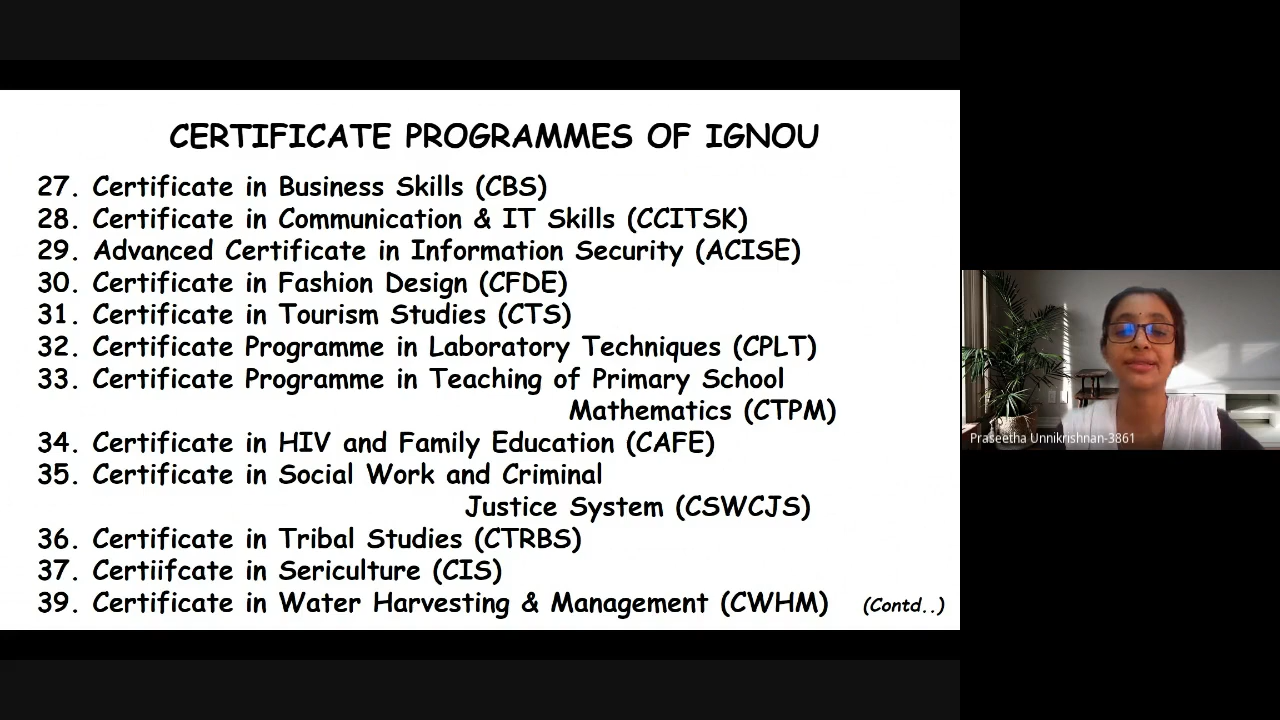 CERTIFICATE PROGRAMMES OF IGNOU
27. Certificate in Business Skills (CBS)
28. Certificate in Communication & IT Skills (CCITSK)
29. Advanced Certificate in Information Security (ACISE)
30. Certificate in Fashion Design (CFDE)
31. Certificate in Tourism Studies (CTS)
32. Certificate Programme in Laboratory Techniques (CPLT)
33. Certificate Programme in Teaching of Primary School
Mathematics (CTPM)
34. Certificate in HIV and Family Education (CAFE)
35. Certificate in Social Work and Criminal
Justice System (CSWCJS)
36. Certificate in Tribal Studies (CTRBS)
37. Certiifcate in Sericulture (CIS)
39. Certificate in Water Harvesting & Management (CWHM) (Contd..)
Praseetha Unnikrishnan-3861